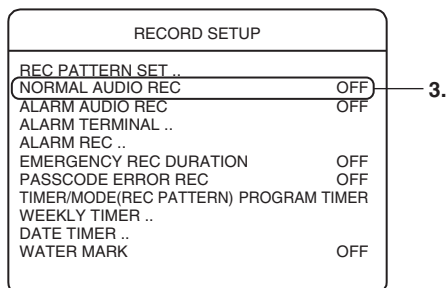 RECORD SETUP
REC PATTERN SET ..
NORMAL AUDIO REC OFF
3.
ALARM AUDIO REC OFF
ALARM TERMINAL ..
ALARM REC ..
EMERGENCY REC DURATION OFF
PASSCODE ERROR REC OFF
TIMER/MODE(REC PATTERN) PROGRAM TIMER
WEEKLY TIMER ..
DATE TIMER ..
WATER MARK OFF